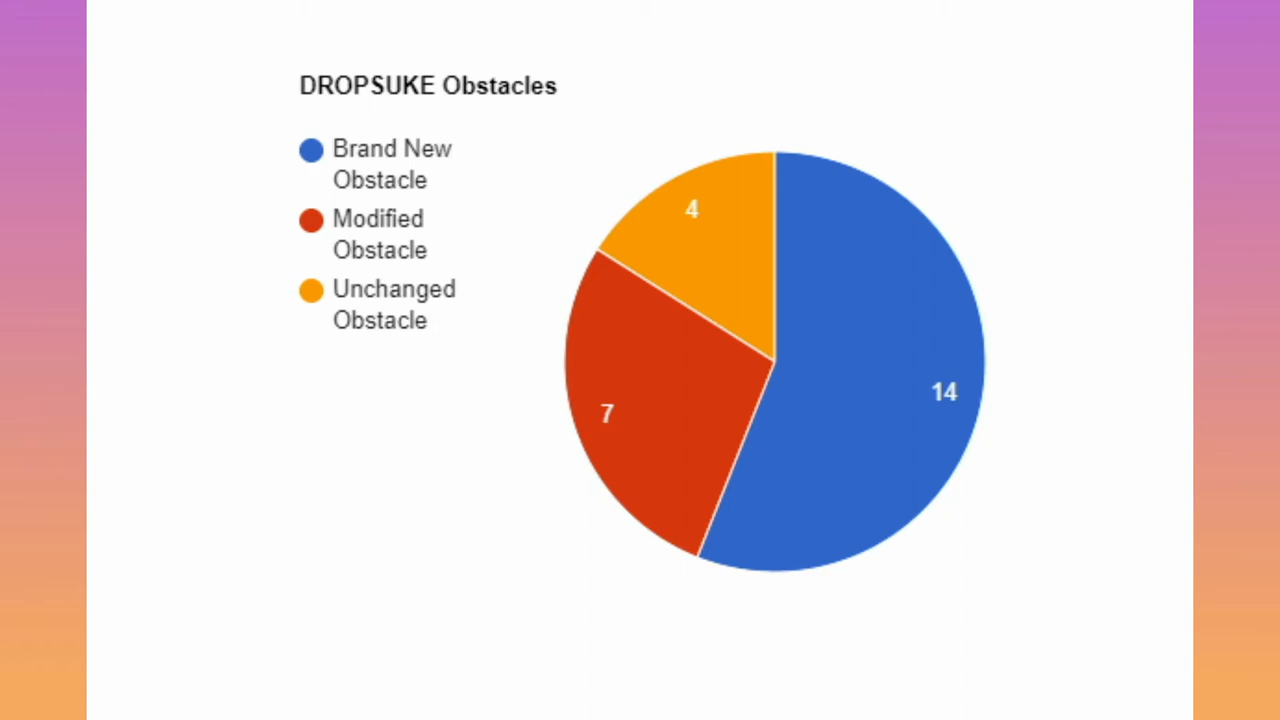 DROPSUKE Obstacles
Brand New
Obstacle
Modified
Obstacle
Unchanged
Obstacle
4
7
14